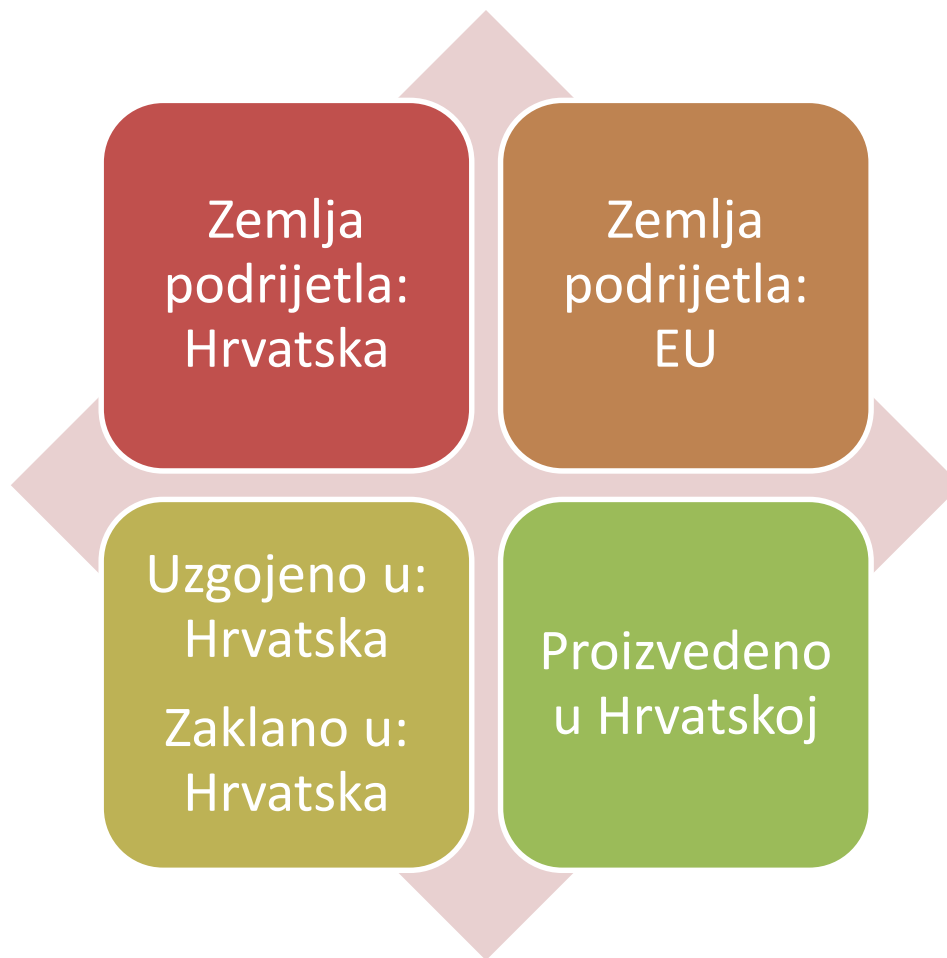 Zemlja
podrijetla:
Hrvatska
Zemlja
podrijetla:
EU
Uzgojeno u:
Hrvatska
Zaklano u:
Hrvatska
Proizvedeno
u Hrvatskoj